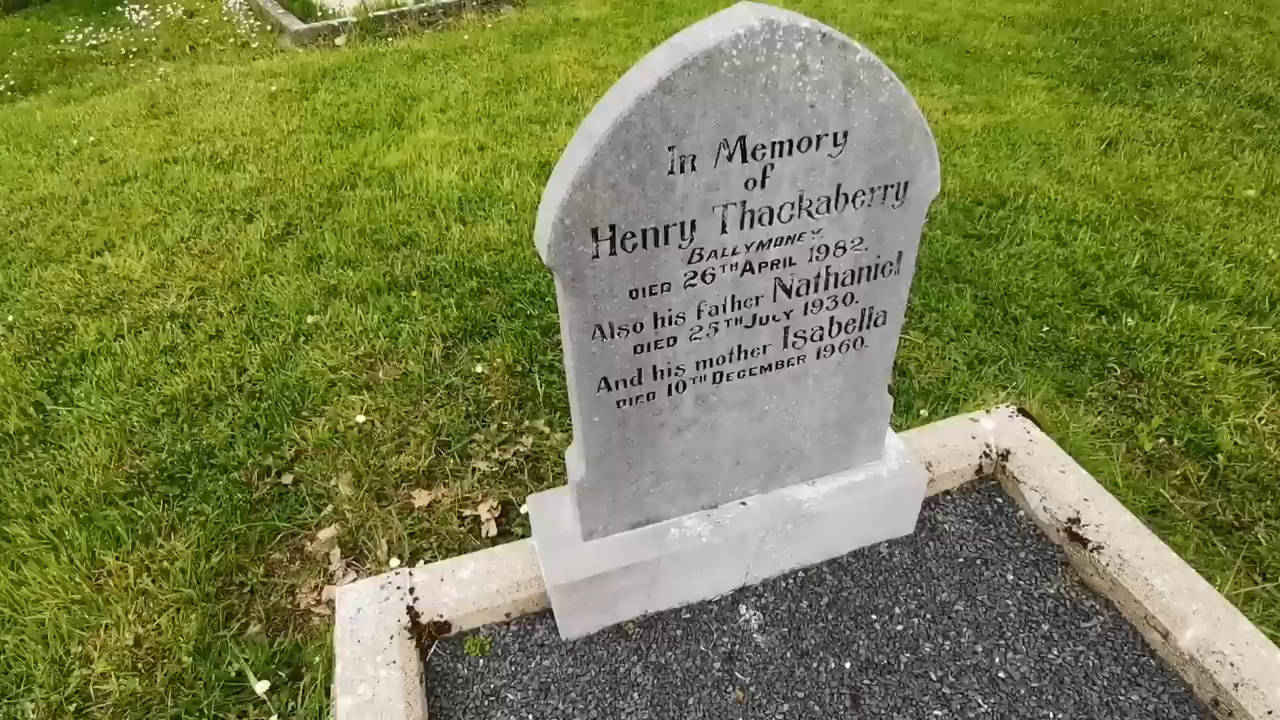 In Memory
of
Henry Thackaberry
BALLYMONEY.
DIED 26TH APRIL 1982.
Also his father Nathaniel
DIED 25TH JULY 1930.
And his mother Isabella
DIED 10TH DECEMBER 1960.